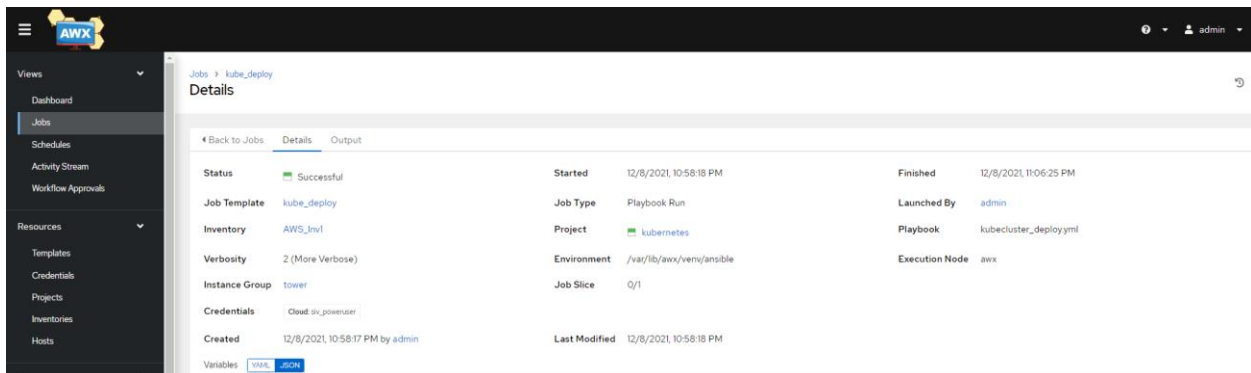 AWX
admin
Views
Dashboard
Jobs
Schedules
Activity Stream
Workflow Approvals
Resources
Templates
Credentials
Projects
Inventories
Hosts
Jobs > kube_deploy
Details
Back to Jobs Details Output
Status Successful Started 12/8/2021, 10:58:18 PM Finished 12/8/2021, 11:06:25 PM
Job Template kube_deploy Job Type Playbook Run Launched By admin
Inventory AWS_Inv1 Project kubernetes Playbook kubecluster_deploy.yml
Verbosity 2 (More Verbose) Environment /var/lib/awx/venv/ansible Execution Node awx
Instance Group tower Job Slice 0/1
Credentials Cloud: siv_poweruser
Created 12/8/2021, 10:58:17 PM by admin Last Modified 12/8/2021, 10:58:18 PM
Variables YAML JSON